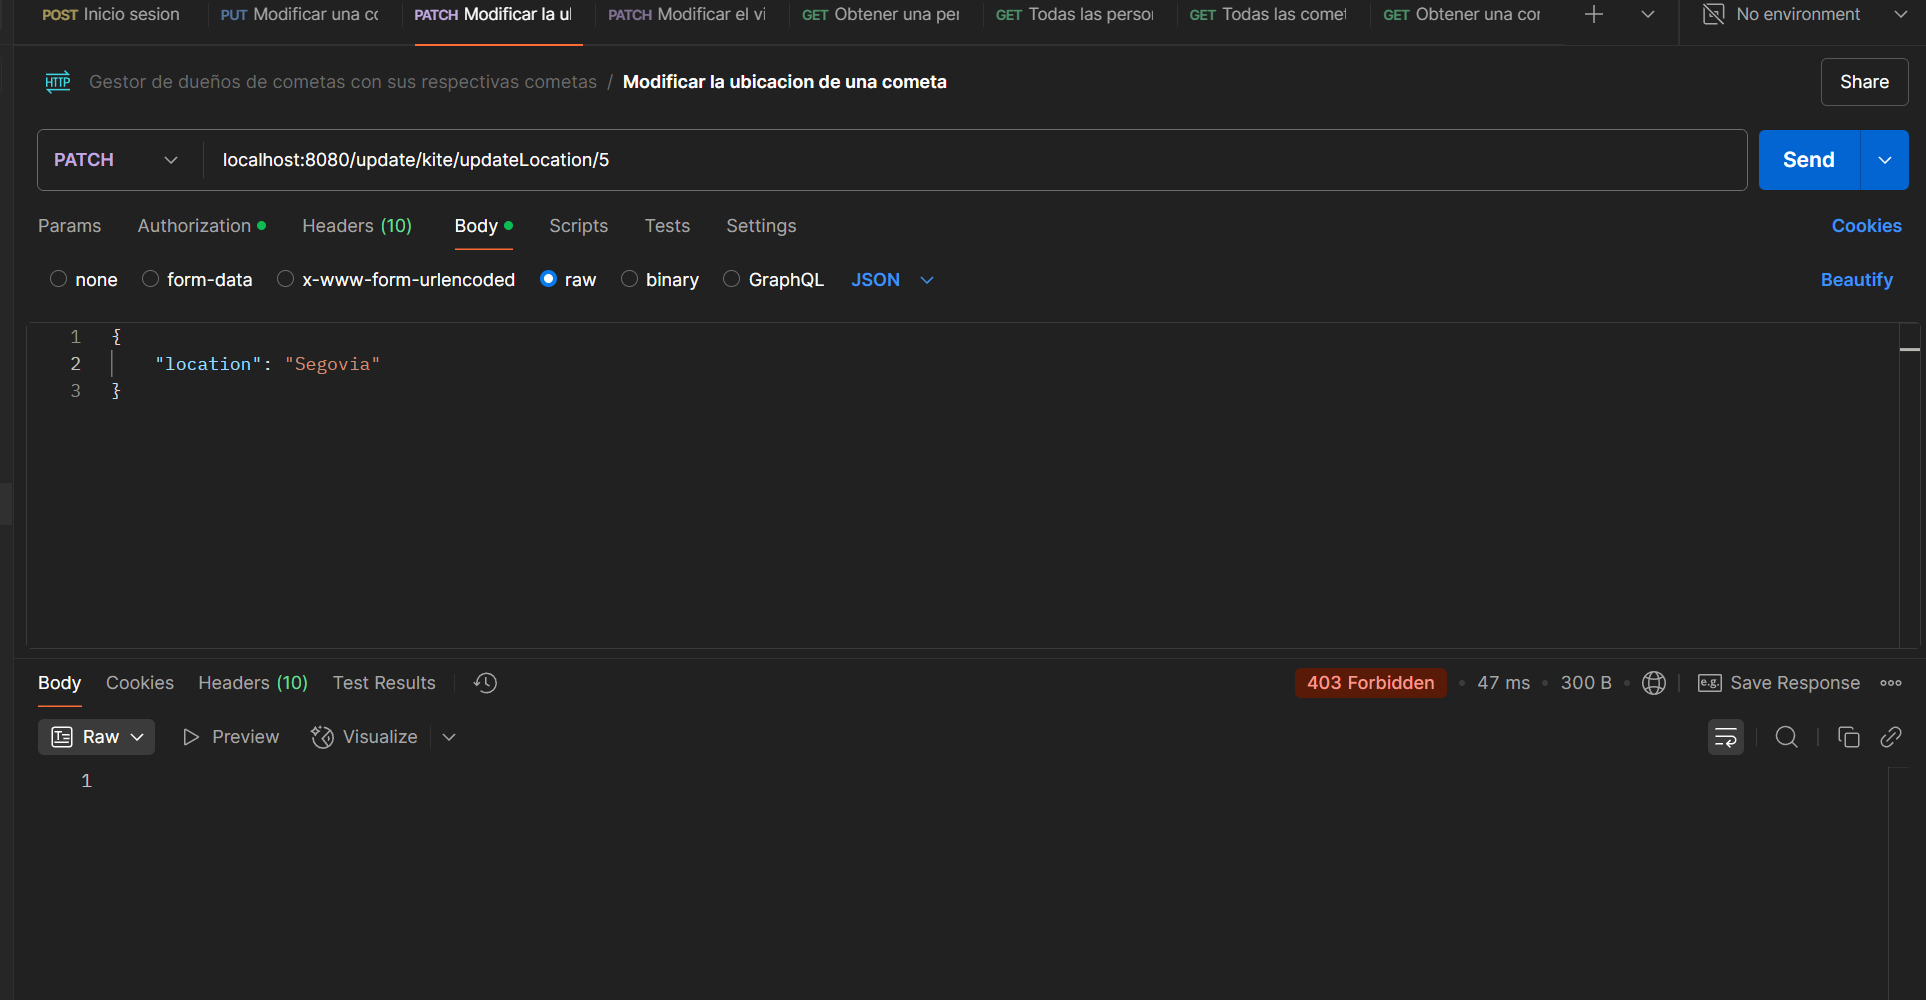 POST Inicio sesion PUT Modificar una co PATCH Modificar la ul PATCH Modificar el vi GET Obtener una per GET Todas las persor GET Todas las comet GET Obtener una cor No environment
HTTP Gestor de dueños de cometas con sus respectivas cometas / Modificar la ubicacion de una cometa Share
PATCH localhost:8080/update/kite/updateLocation/5 Send
Params Authorization Headers (10) Body Scripts Tests Settings Cookies
none form-data x-www-form-urlencoded raw binary GraphQL JSON Beautify
1 {
2 "location": "Segovia"
3 }
Body Cookies Headers (10) Test Results 403 Forbidden • 47 ms • 300 B • e.g. Save Response
Raw Preview Visualize
1